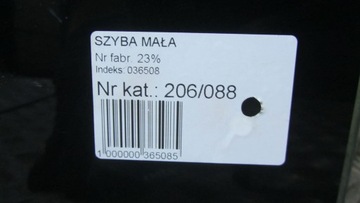 SZYBA MAŁA
Nr fabr. 23%
Indeks: 036508
Nr kat.: 206/088
1 000000 365085